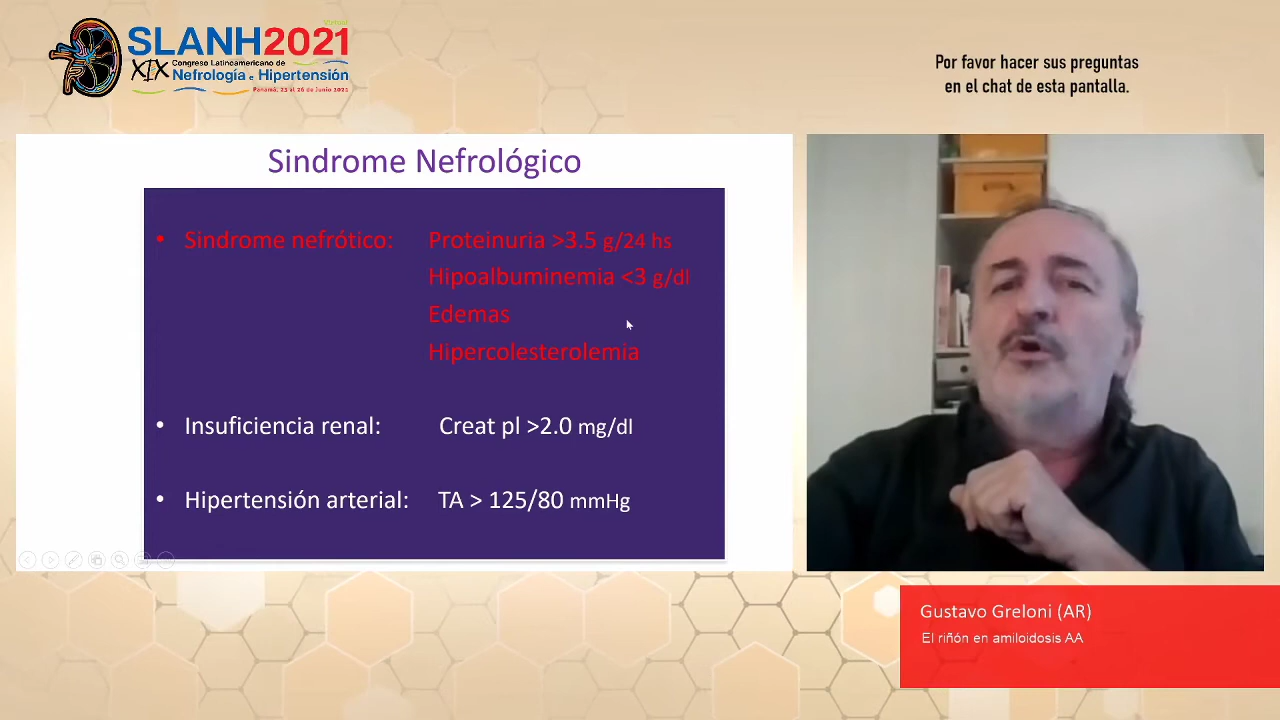 Virtual
SLANH2021
XIX
Congreso Latinoamericano de
Nefrología e Hipertensión
Panamá, 23 al 26 de junio 2021
Por favor hacer sus preguntas
en el chat de esta pantalla.
Sindrome Nefrológico
• Sindrome nefrótico: Proteinuria >3.5 g/24 hs
Hipoalbuminemia <3 g/dl
Edemas
Hipercolesterolemia
• Insuficiencia renal: Creat pl >2.0 mg/dl
• Hipertensión arterial: TA > 125/80 mmHg
Gustavo Greloni (AR)
El riñón en amiloidosis AA